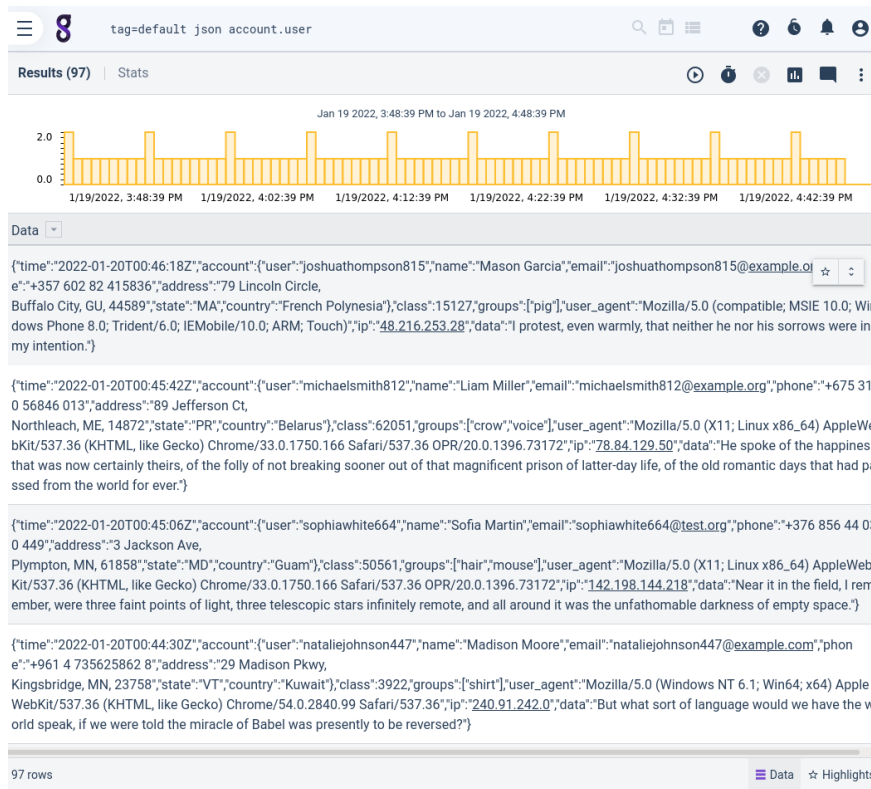 tag=default json account.user
Results (97)
Stats
Jan 19 2022, 3:48:39 PM to Jan 19 2022, 4:48:39 PM
2.0
0.0
1/19/2022, 3:48:39 PM 1/19/2022, 4:02:39 PM 1/19/2022, 4:12:39 PM 1/19/2022, 4:22:39 PM 1/19/2022, 4:32:39 PM 1/19/2022, 4:42:39 PM
Data
{"time":"2022-01-20T00:46:18Z","account":{"user":"joshuathompson815","name":"Mason Garcia","email":"joshuathompson815@example.or
e":"+357 602 82 415836","address":"79 Lincoln Circle,
Buffalo City, GU, 44589","state":"MA","country":"French Polynesia"},"class":15127,"groups":["pig"],"user_agent":"Mozilla/5.0 (compatible; MSIE 10.0; Win
dows Phone 8.0; Trident/6.0; IEMobile/10.0; ARM; Touch)","ip":"48.216.253.28","data":"I protest, even warmly, that neither he nor his sorrows were in
my intention."}
{"time":"2022-01-20T00:45:42Z","account":{"user":"michaelsmith812","name":"Liam Miller","email":"michaelsmith812@example.org","phone":"+675 31
0 56846 013","address":"89 Jefferson Ct,
Northleach, ME, 14872","state":"PR","country":"Belarus"},"class":62051,"groups":["crow","voice"],"user_agent":"Mozilla/5.0 (X11; Linux x86_64) AppleWe
bKit/537.36 (KHTML, like Gecko) Chrome/33.0.1750.166 Safari/537.36 OPR/20.0.1396.73172","ip":"78.84.129.50","data":"He spoke of the happines
that was now certainly theirs, of the folly of not breaking sooner out of that magnificent prison of latter-day life, of the old romantic days that had pa
ssed from the world for ever."}
{"time":"2022-01-20T00:45:06Z","account":{"user":"sophiawhite664","name":"Sofia Martin","email":"sophiawhite664@test.org","phone":"+376 856 44 03
0 449","address":"3 Jackson Ave,
Plympton, MN, 61858","state":"MD","country":"Guam"},"class":50561,"groups":["hair","mouse"],"user_agent":"Mozilla/5.0 (X11; Linux x86_64) AppleWeb
Kit/537.36 (KHTML, like Gecko) Chrome/33.0.1750.166 Safari/537.36 OPR/20.0.1396.73172","ip":"142.198.144.218","data":"Near it in the field, I rem
ember, were three faint points of light, three telescopic stars infinitely remote, and all around it was the unfathomable darkness of empty space."}
{"time":"2022-01-20T00:44:30Z","account":{"user":"nataliejohnson447","name":"Madison Moore","email":"nataliejohnson447@example.com","phon
e":"+961 4 735625862 8","address":"29 Madison Pkwy,
Kingsbridge, MN, 23758","state":"VT","country":"Kuwait"},"class":3922,"groups":["shirt"],"user_agent":"Mozilla/5.0 (Windows NT 6.1; Win64; x64) Apple
WebKit/537.36 (KHTML, like Gecko) Chrome/54.0.2840.99 Safari/537.36","ip":"240.91.242.0","data":"But what sort of language would we have the w
orld speak, if we were told the miracle of Babel was presently to be reversed?"}
97 rows
Data
Highlights